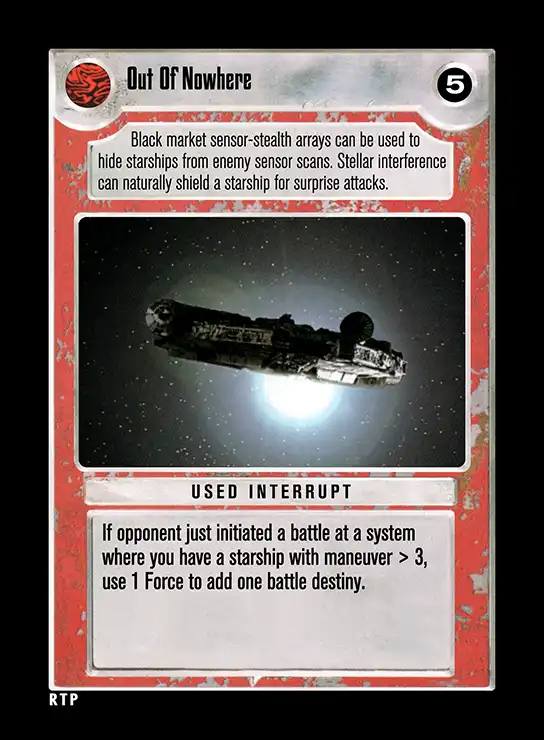 Out Of Nowhere
5
Black market sensor-stealth arrays can be used to
hide starships from enemy sensor scans. Stellar interference
can naturally shield a starship for surprise attacks.
USED INTERRUPT
If opponent just initiated a battle at a system
where you have a starship with maneuver > 3,
use 1 Force to add one battle destiny.
RTP